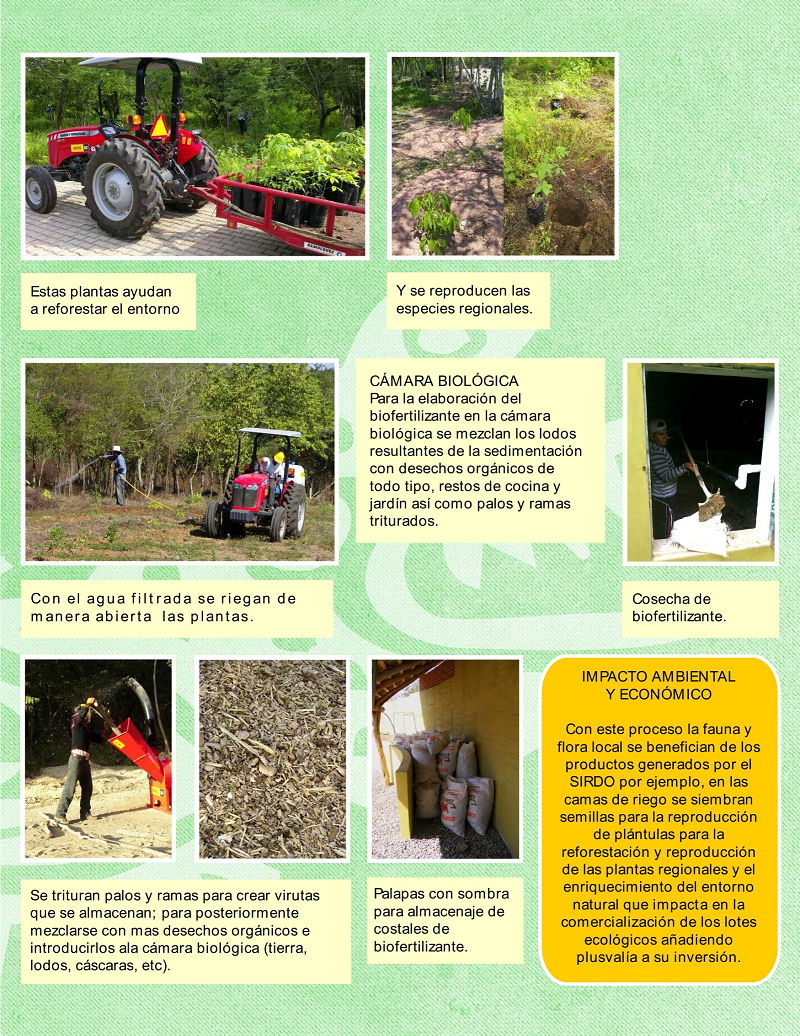 Estas plantas ayudan
a reforestar el entorno
Y se reproducen las
especies regionales.
CÁMARA BIOLÓGICA
Para la elaboración del
biofertilizante en la cámara
biológica se mezclan los lodos
resultantes de la sedimentación
con desechos orgánicos de
todo tipo, restos de cocina y
jardín así como palos y ramas
triturados.
Con el agua filtrada se riegan de
manera abierta las plantas.
Cosecha de
biofertilizante.
Se trituran palos y ramas para crear virutas
que se almacenan; para posteriormente
mezclarse con mas desechos orgánicos e
introducirlos ala cámara biológica (tierra,
lodos, cáscaras, etc).
Palapas con sombra
para almacenaje de
costales de
biofertilizante.
IMPACTO AMBIENTAL
Y ECONÓMICO
Con este proceso la fauna y
flora local se benefician de los
productos generados por el
SIRDO por ejemplo, en las
camas de riego se siembran
semillas para la reproducción
de plántulas para la
reforestación y reproducción
de las plantas regionales y el
enriquecimiento del entorno
natural que impacta en la
comercialización de los lotes
ecológicos añadiendo
plusvalía a su inversión.